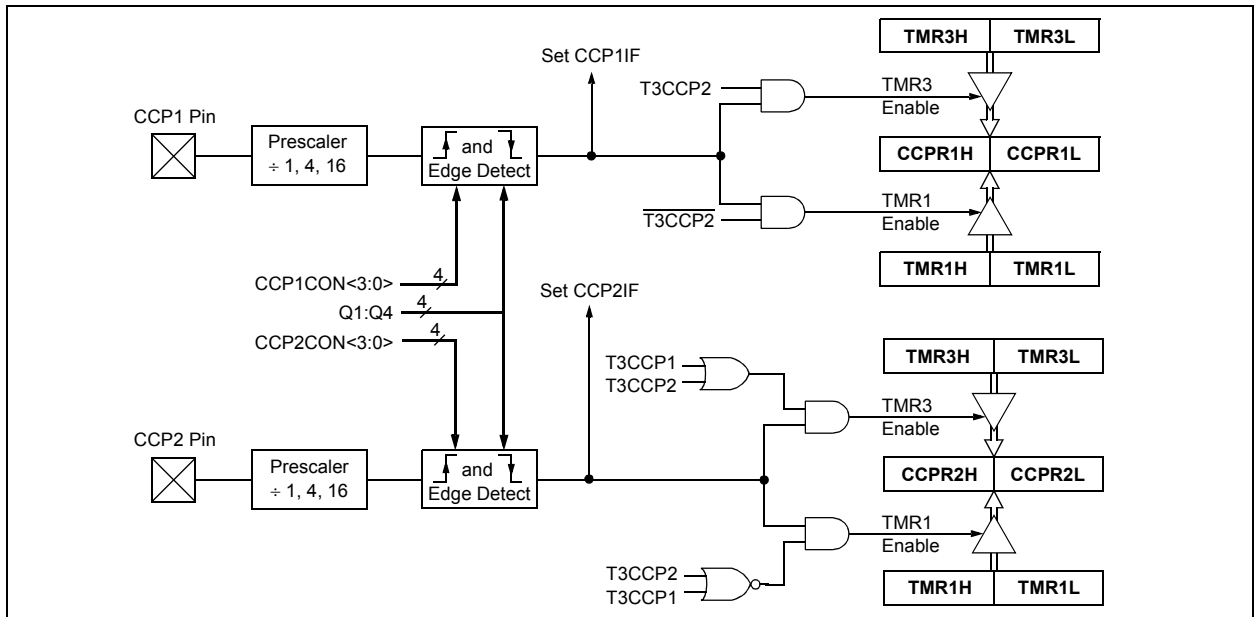 TMR3H TMR3L
Set CCP1IF
T3CCP2
TMR3
Enable
CCP1 Pin
Prescaler
÷ 1, 4, 16
and
Edge Detect
CCPR1H CCPR1L
TMR1
Enable
T̅3̅C̅C̅P̅2̅
TMR1H TMR1L
CCP1CON<3:0> 4
Q1:Q4 4
CCP2CON<3:0> 4
Set CCP2IF
TMR3H TMR3L
T3CCP1
T3CCP2
TMR3
Enable
CCP2 Pin
Prescaler
÷ 1, 4, 16
and
Edge Detect
CCPR2H CCPR2L
TMR1
Enable
T3CCP2
T3CCP1
TMR1H TMR1L